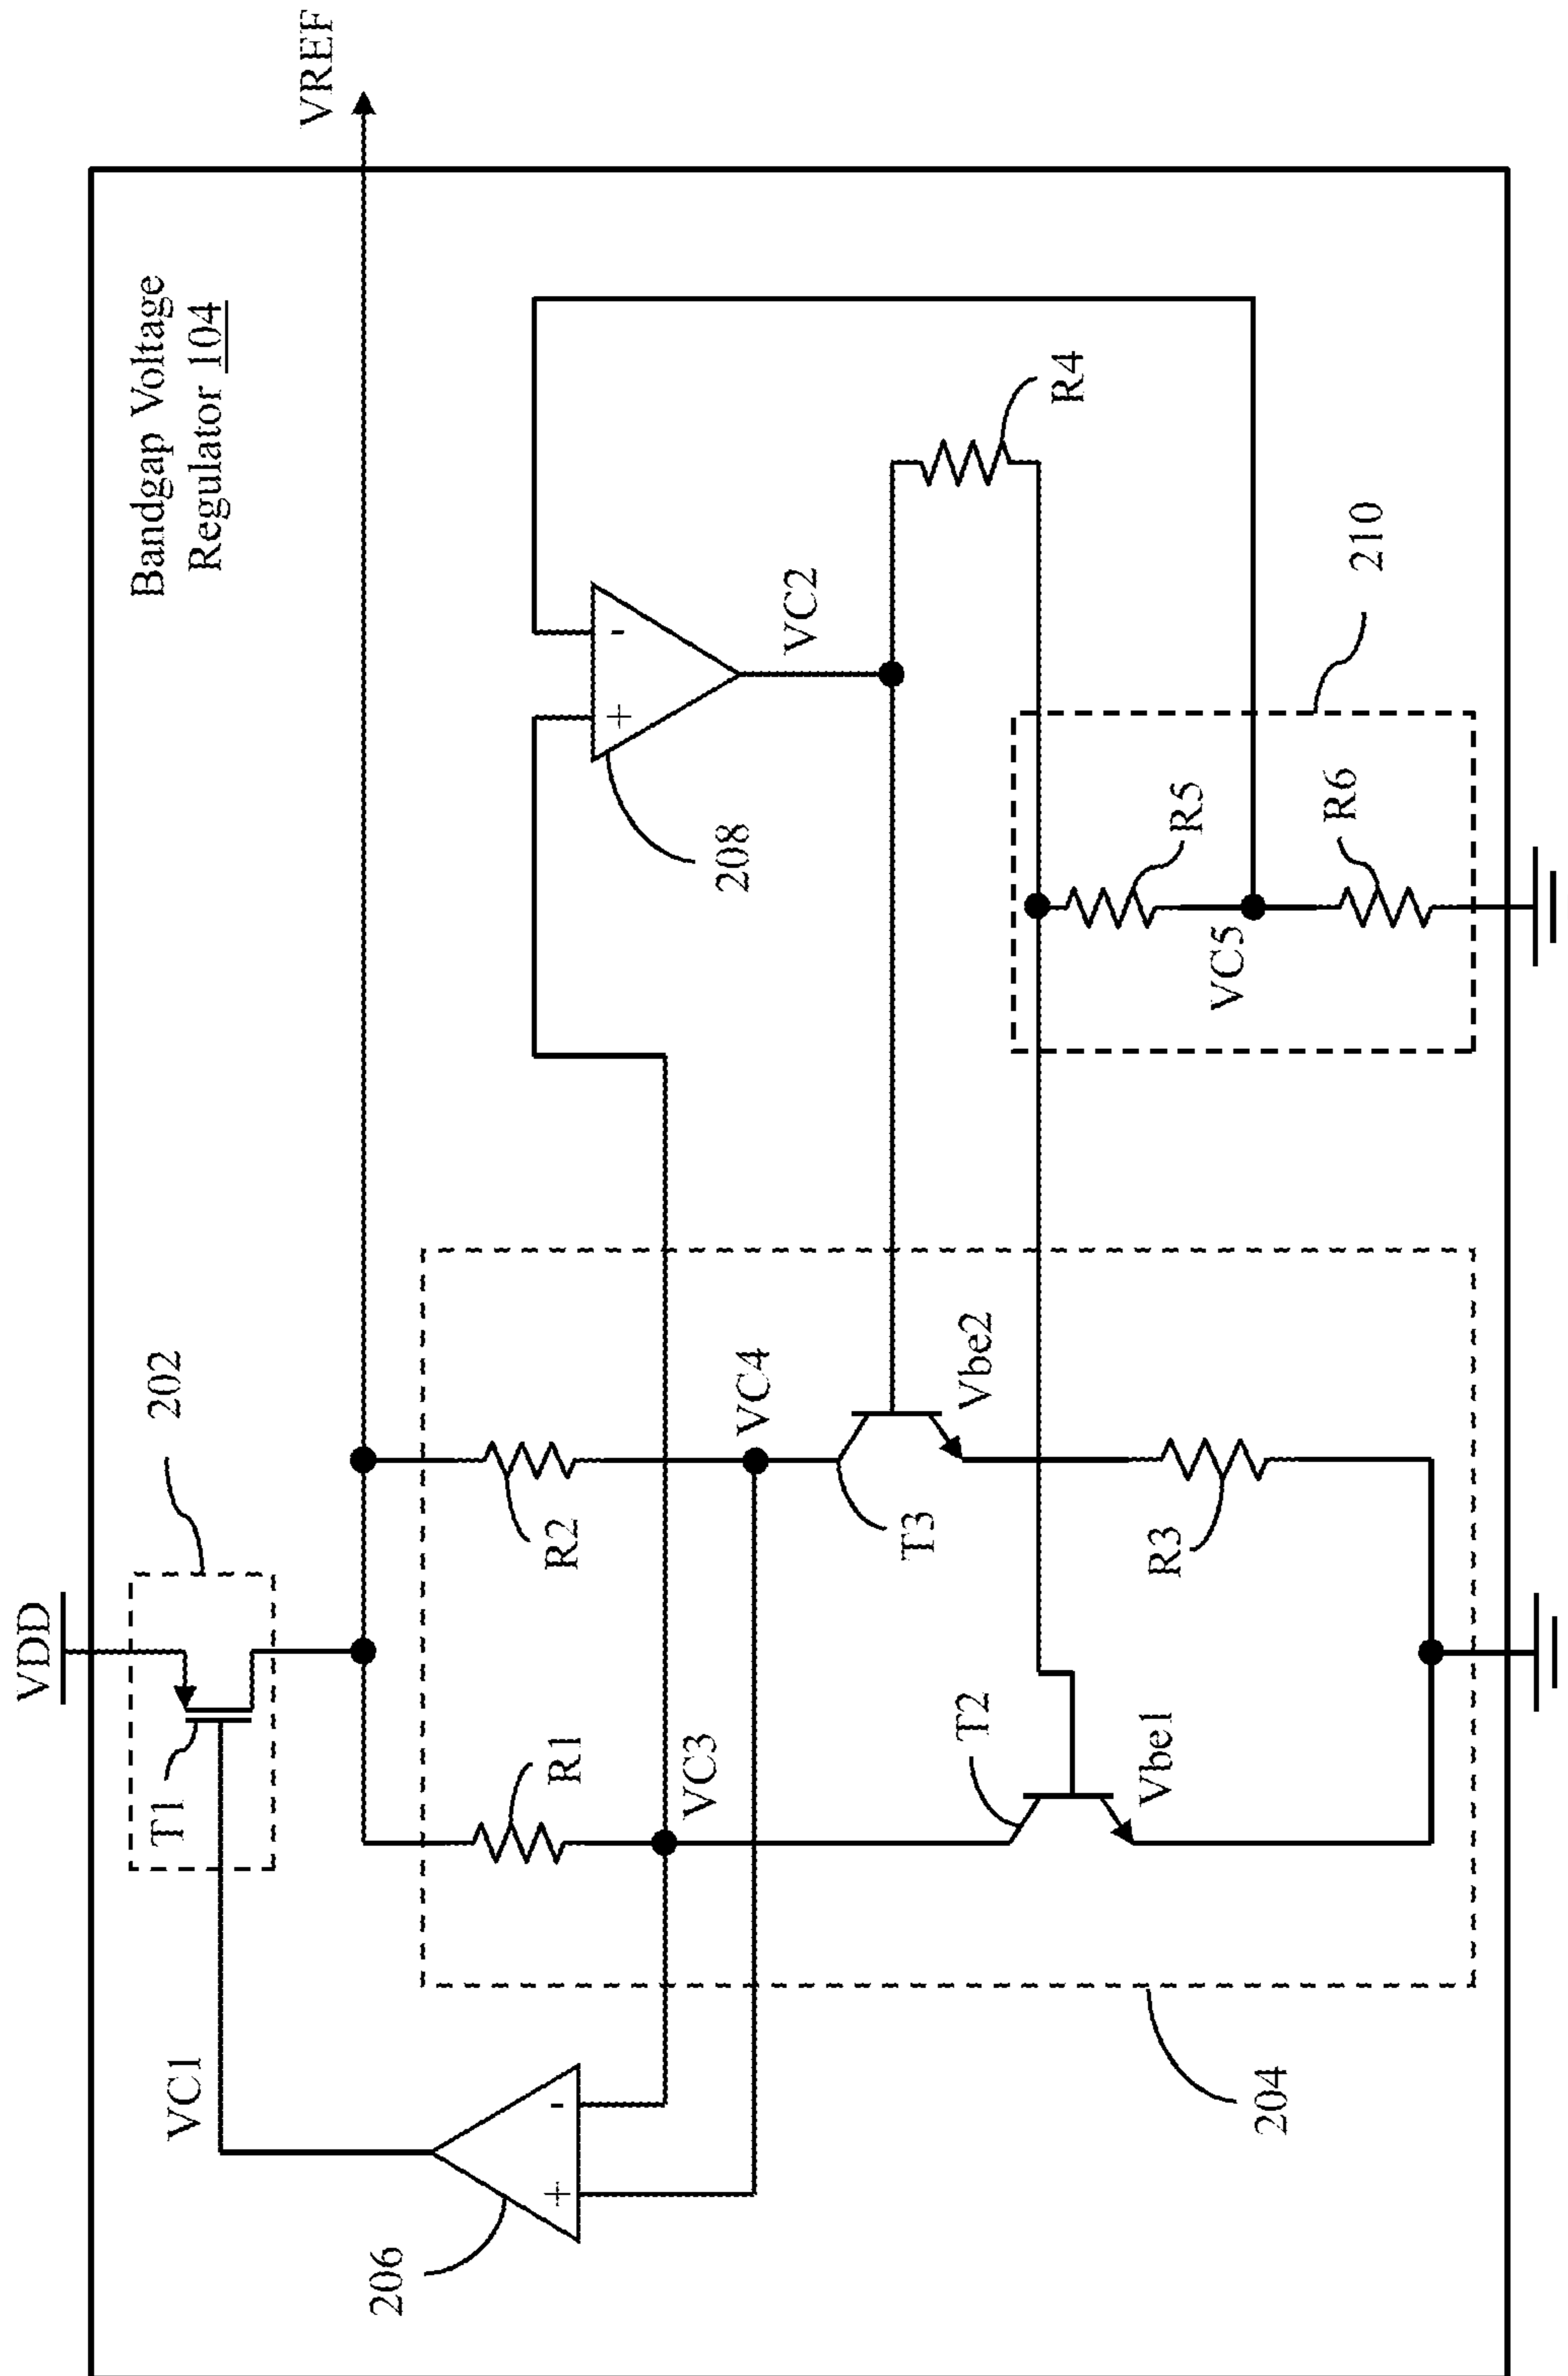 VDD
202
T1
VC1
VREF
Bandgap Voltage
Regulator 104
206
+
-
R1
R2
VC3
VC4
T2
T3
Vbe1
Vbe2
R3
204
208
+
-
VC2
R4
210
R5
VC5
R6